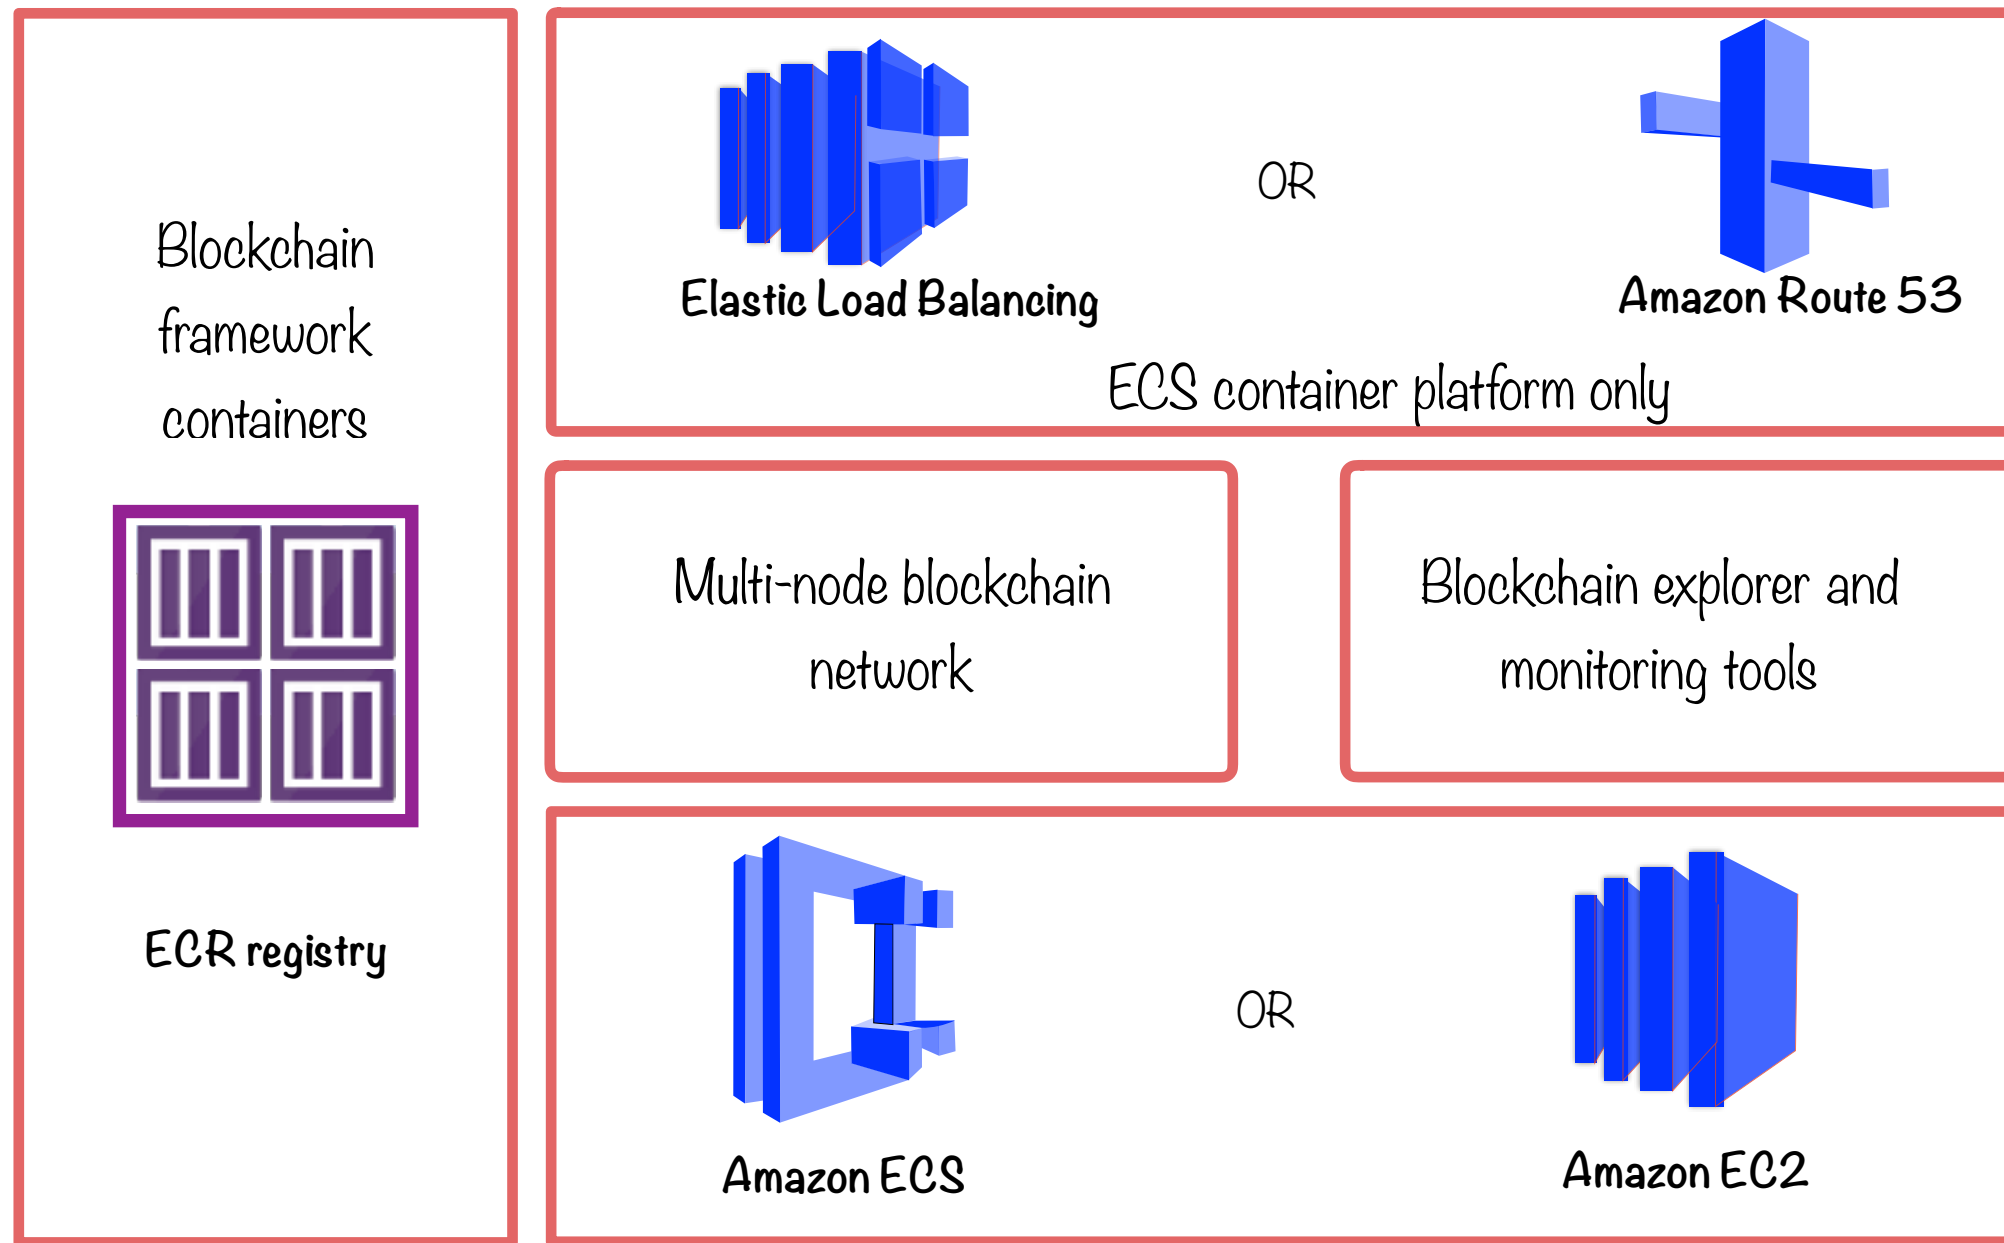 Blockchain
framework
containers
ECR registry
OR
Elastic Load Balancing
Amazon Route 53
ECS container platform only
Multi-node blockchain
network
Blockchain explorer and
monitoring tools
OR
Amazon ECS
Amazon EC2